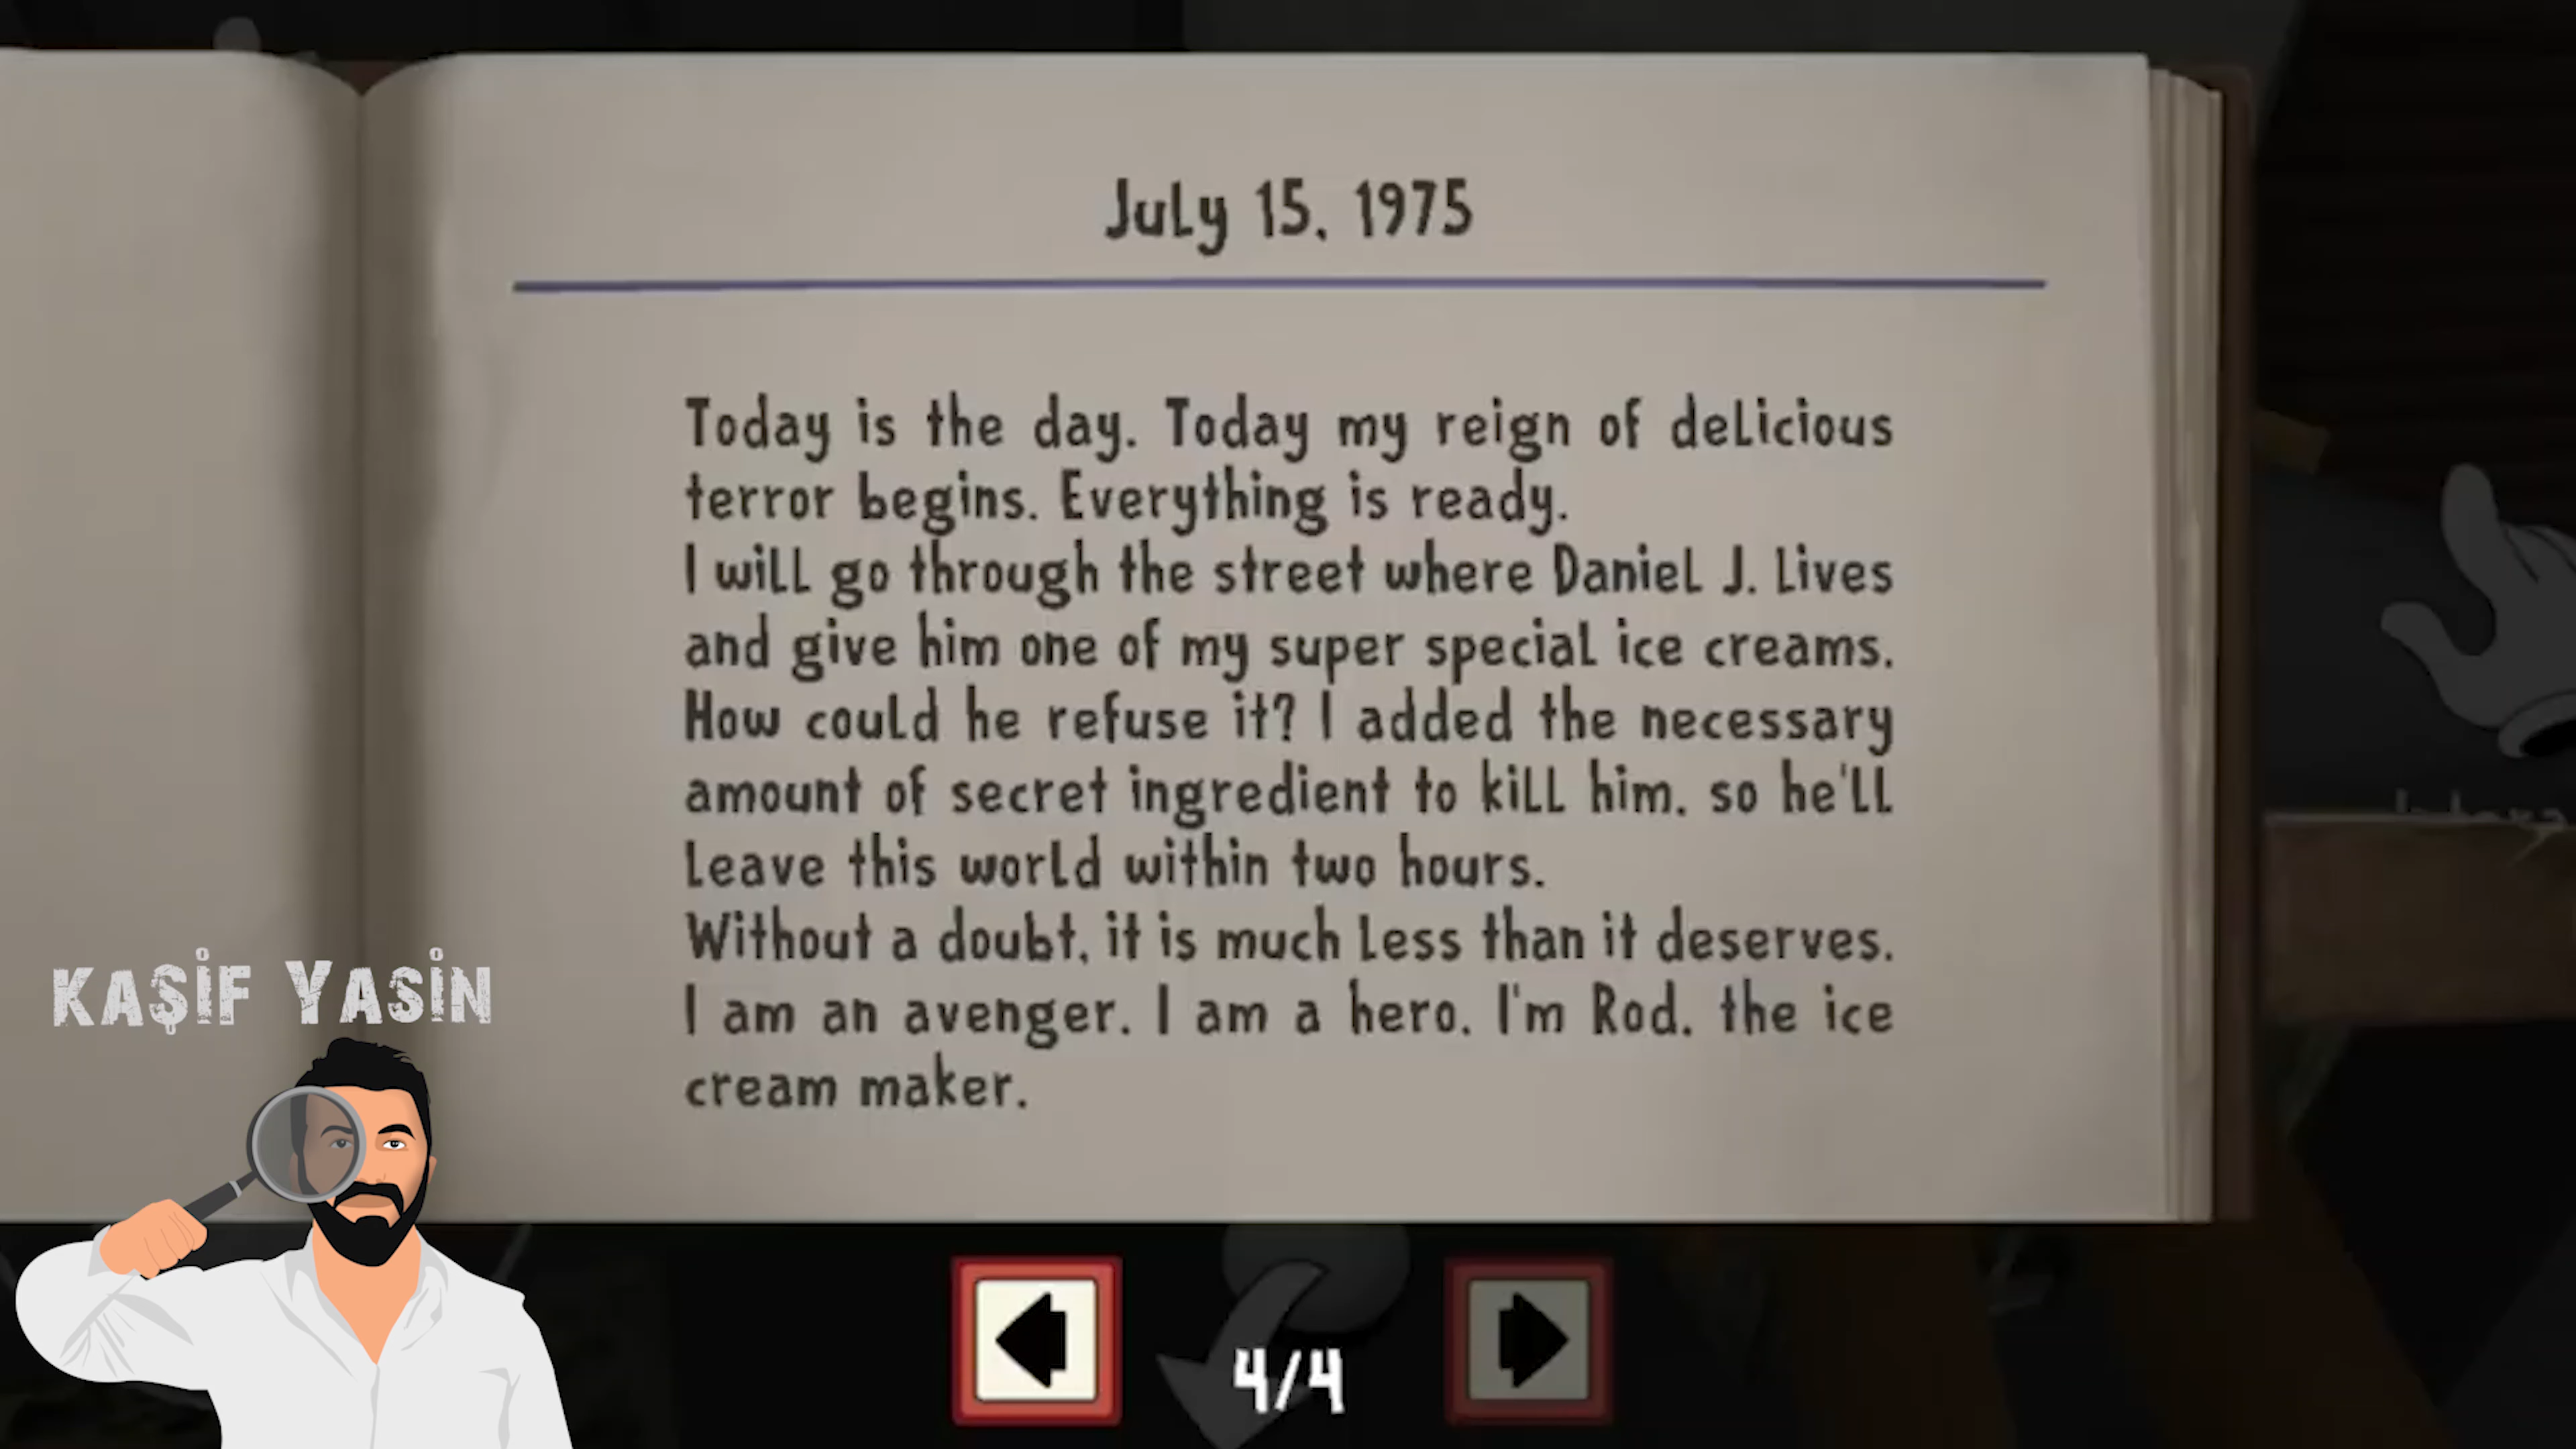 July 15, 1975
Today is the day. Today my reign of delicious
terror begins. Everything is ready.
I will go through the street where Daniel J. Lives
and give him one of my super special ice creams.
How could he refuse it? I added the necessary
amount of secret ingredient to kill him, so he'll
Leave this world within two hours.
Without a doubt, it is much Less than it deserves.
I am an avenger. I am a hero. I'm Rod, the ice
cream maker.
KAŞİF YASİN
4/4